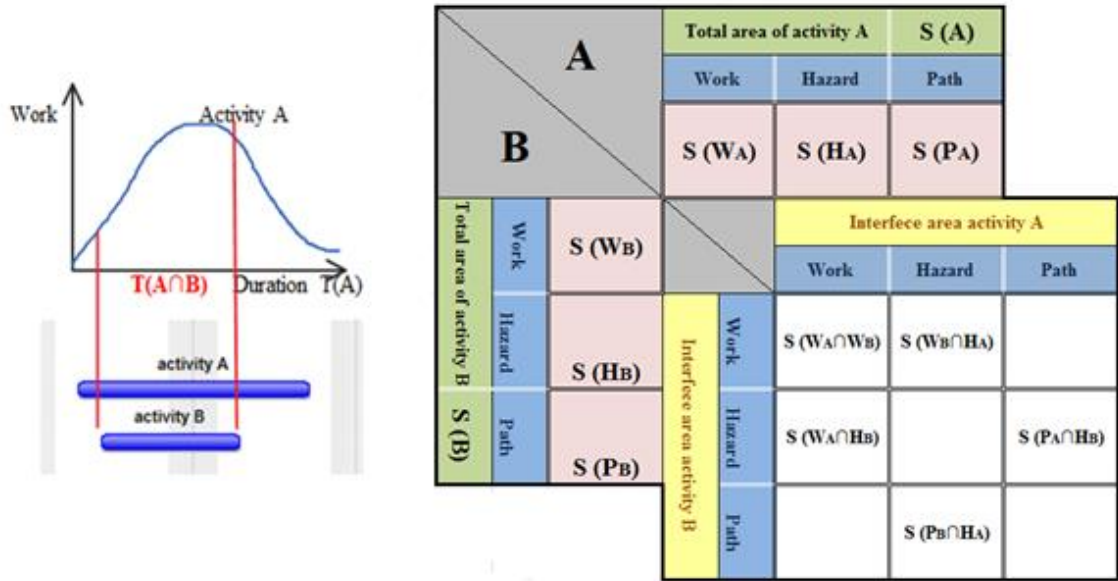 Work
Activity A
T(A∩B)
Duration
T(A)
activity A
activity B
A
B
Total area of activity A
S (A)
Work
Hazard
Path
S (WA)
S (HA)
S (PA)
Total area of activity B
S (B)
Work
Hazard
Path
S (WB)
S (HB)
S (PB)
Interfece area activity A
Work
Hazard
Path
Interfece area activity B
Work
Hazard
Path
S (WA∩WB)
S (WB∩HA)
S (WA∩HB)
S (PA∩HB)
S (PB∩HA)